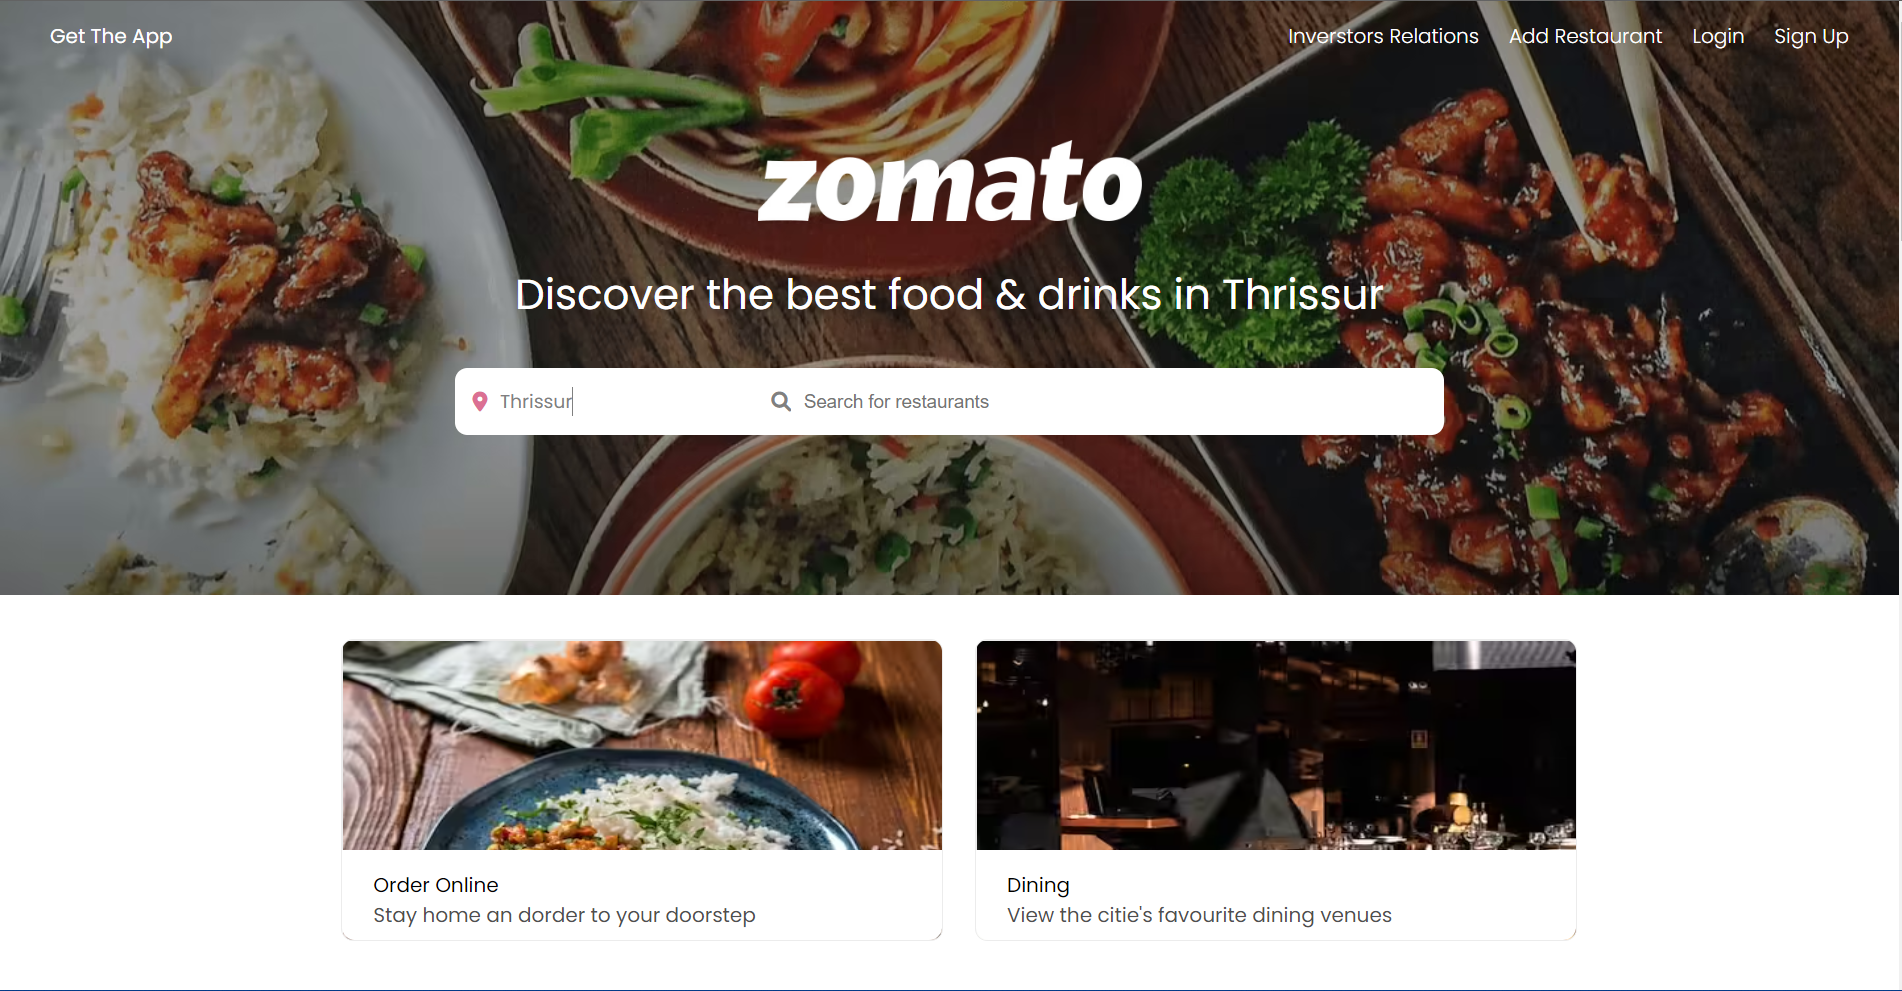 Get The App
Inverstors Relations
Add Restaurant
Login
Sign Up
zomato
Discover the best food & drinks in Thrissur
Thrissur
Search for restaurants
Order Online
Stay home an dorder to your doorstep
Dining
View the citie's favourite dining venues